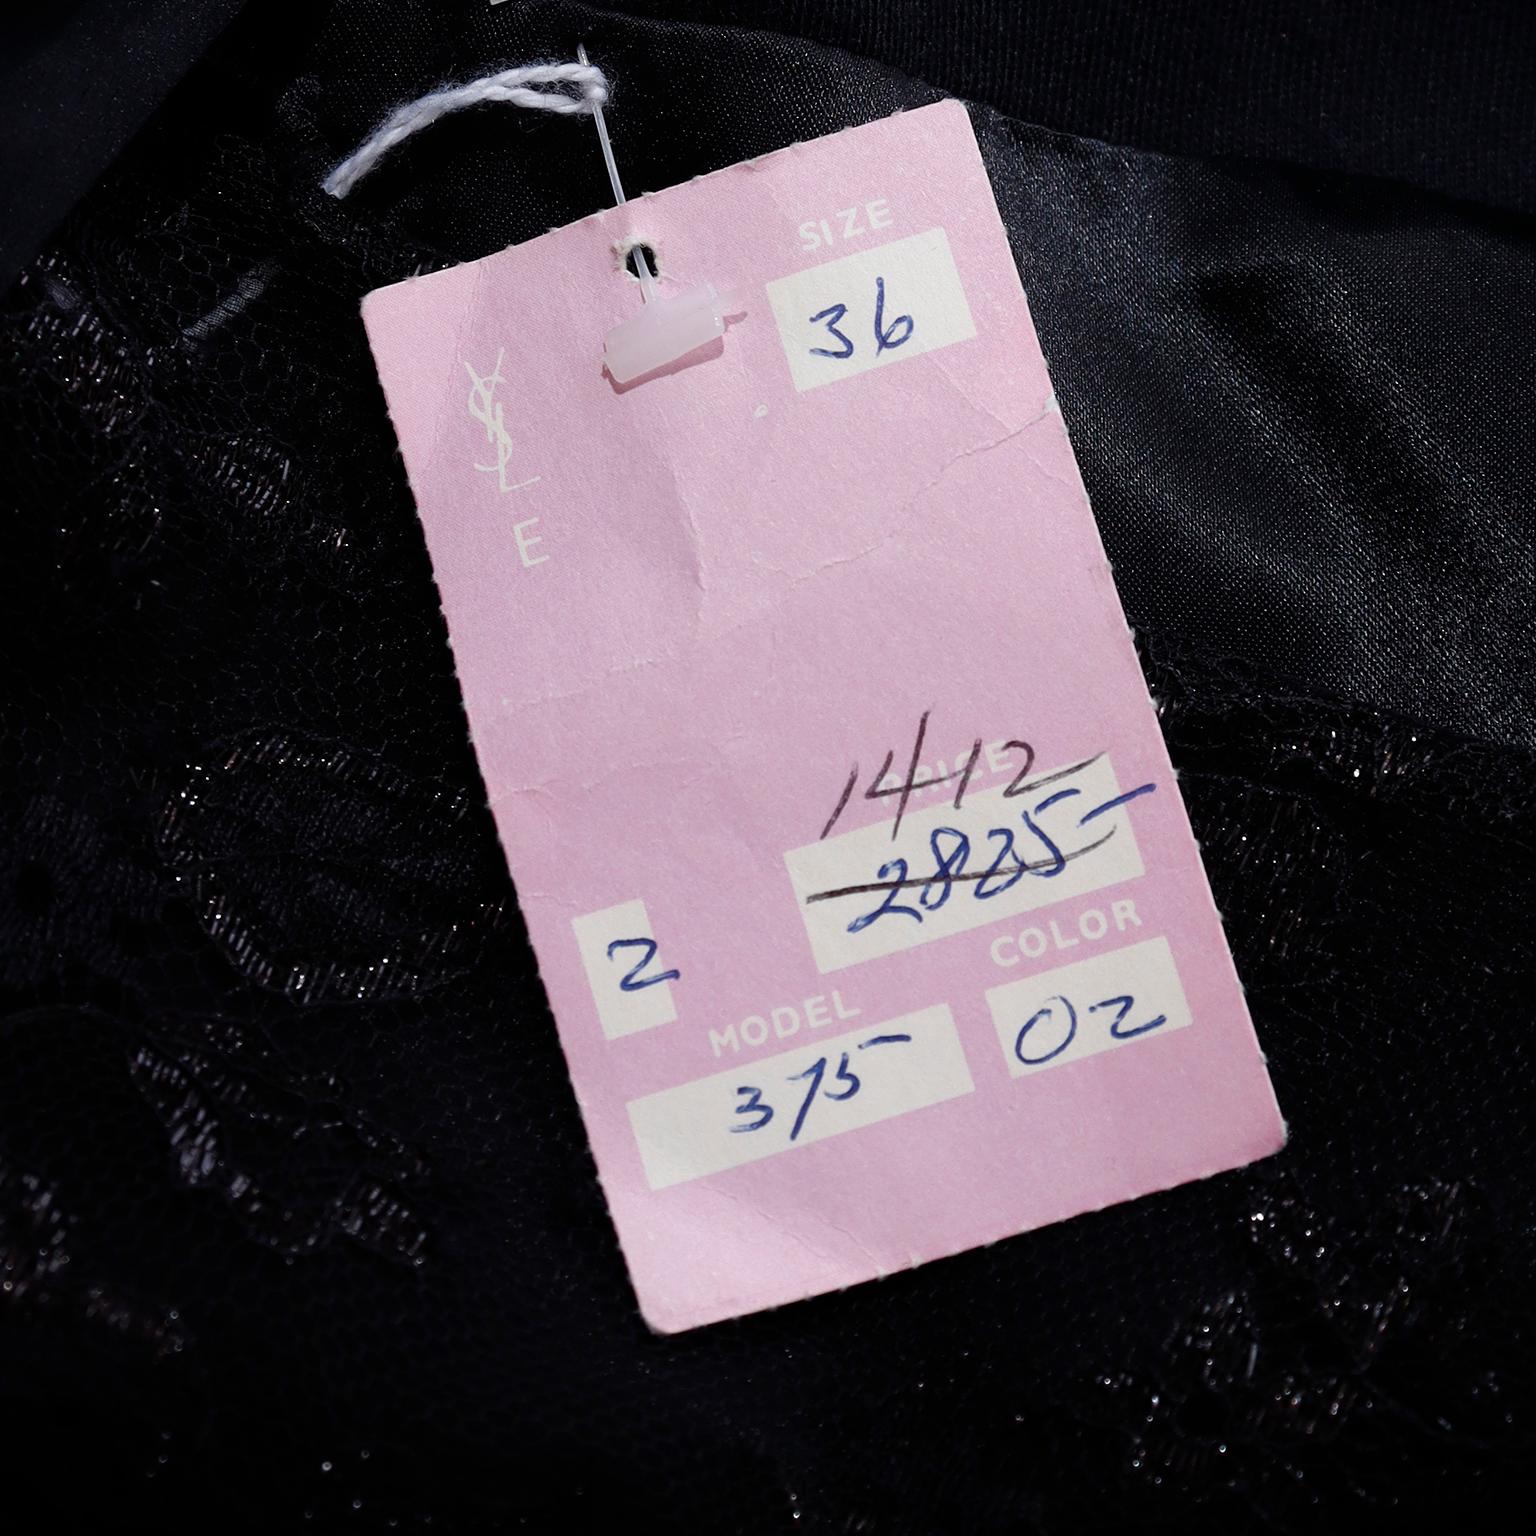 SIZE
36
YSL
E
1412
PRICE
2825-
2
COLOR
02
MODEL
375